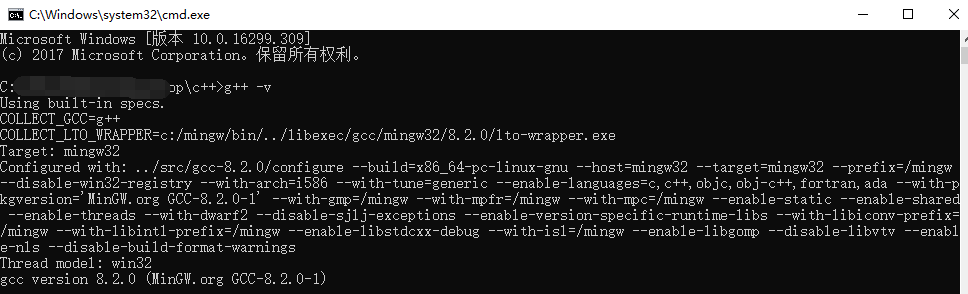 C:\Windows\system32\cmd.exe
Microsoft Windows [版本 10.0.16299.309]
(c) 2017 Microsoft Corporation。保留所有权利。
C:
op\c++>g++ -v
Using built-in specs.
COLLECT_GCC=g++
COLLECT_LTO_WRAPPER=c:/mingw/bin/../libexec/gcc/mingw32/8.2.0/lto-wrapper.exe
Target: mingw32
Configured with: ../src/gcc-8.2.0/configure --build=x86_64-pc-linux-gnu --host=mingw32 --target=mingw32 --prefix=/mingw
--disable-win32-registry --with-arch=i586 --with-tune=generic --enable-languages=c,c++,objc,obj-c++,fortran,ada --with-p
kgversion='MinGW.org GCC-8.2.0-1' --with-gmp=/mingw --with-mpfr=/mingw --with-mpc=/mingw --enable-static --enable-shared
--enable-threads --with-dwarf2 --disable-sjlj-exceptions --enable-version-specific-runtime-libs --with-libiconv-prefix=
/mingw --with-libintl-prefix=/mingw --enable-libstdcxx-debug --with-isl=/mingw --enable-libgomp --disable-libvtv --enabl
e-nls --disable-build-format-warnings
Thread model: win32
gcc version 8.2.0 (MinGW.org GCC-8.2.0-1)